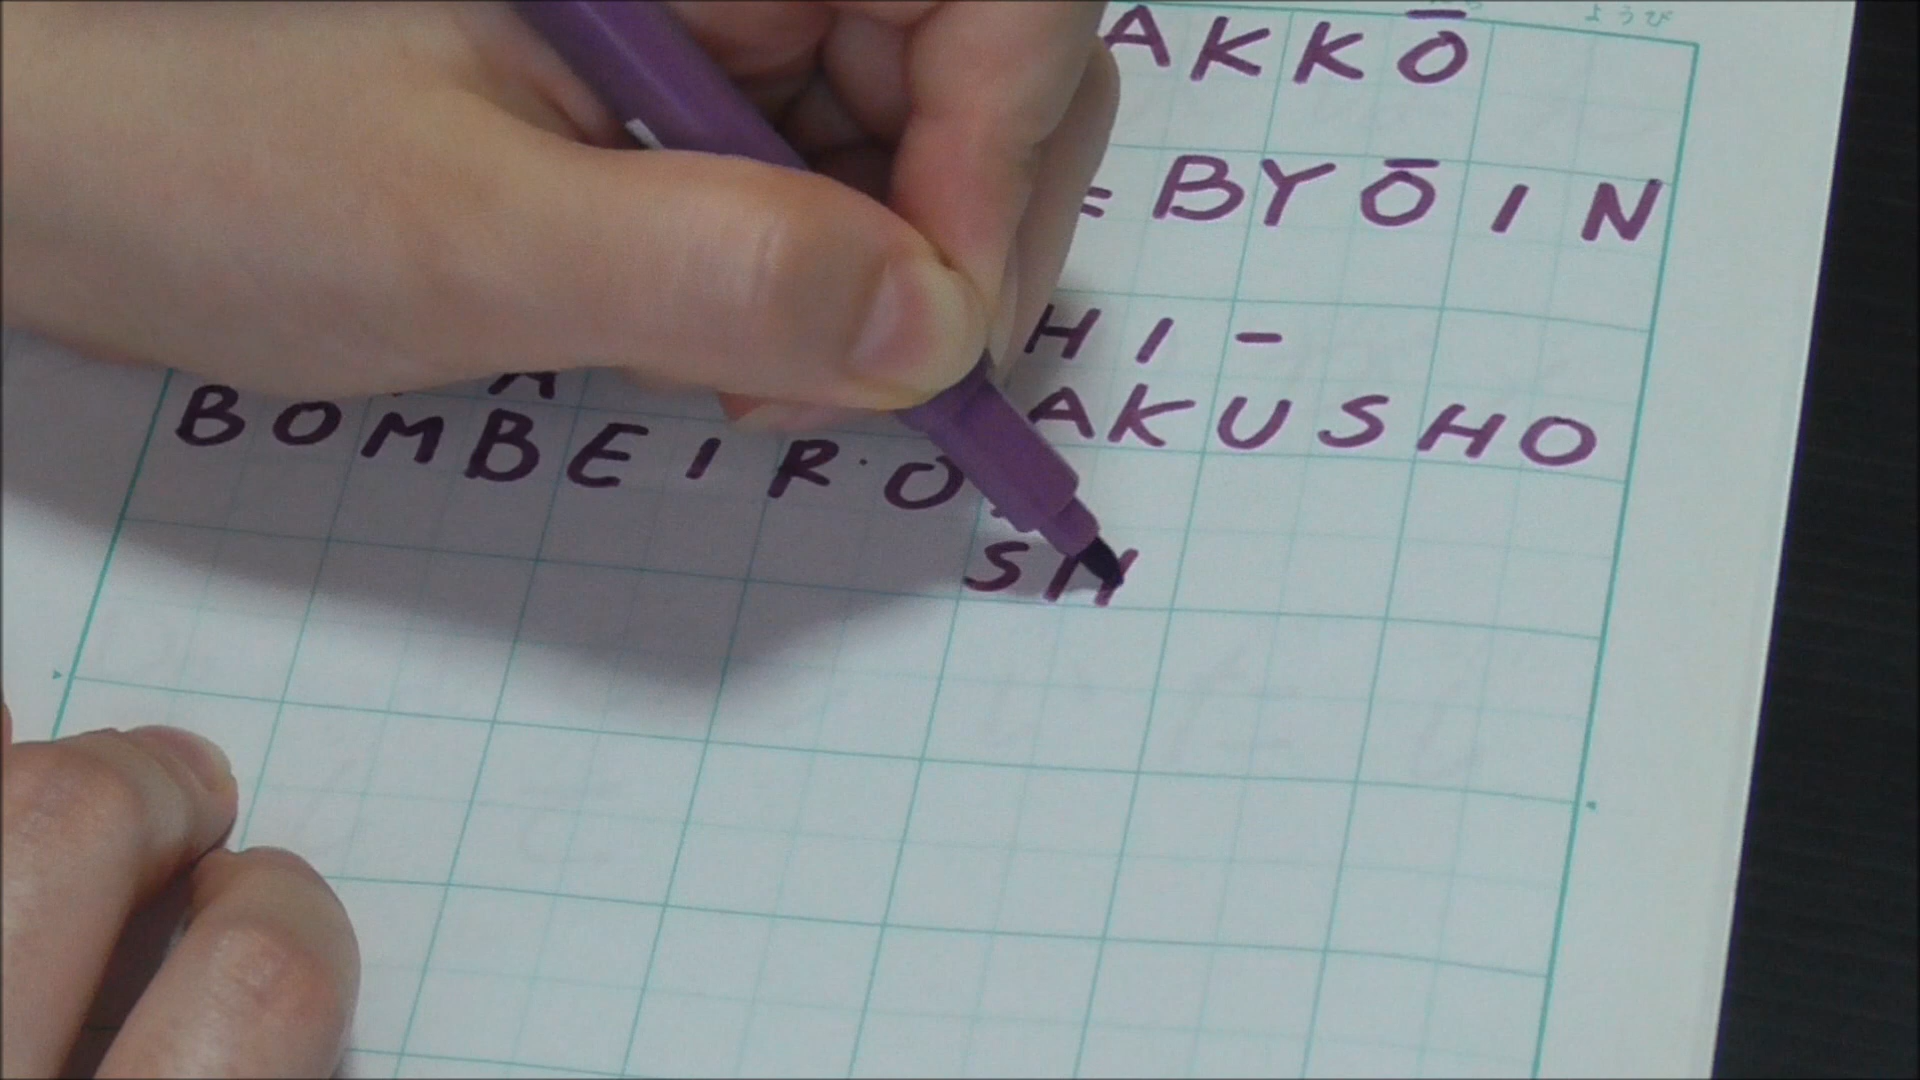 ようび
AKKŌ
= BYŌIN
HI -
AKUSHO
BOMBEIRO
SH